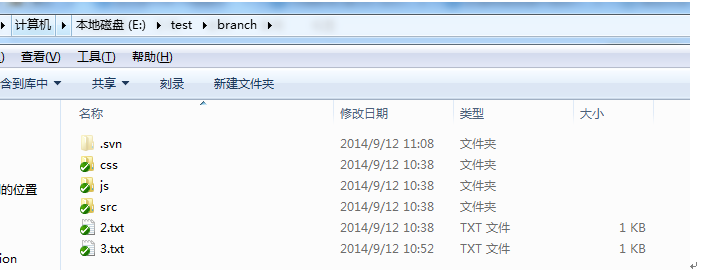 计算机 ▸ 本地磁盘 (E:) ▸ test ▸ branch ▸
) 查看(V) 工具(T) 帮助(H)
含到库中 共享 刻录 新建文件夹
名称 修改日期 类型 大小
.svn 2014/9/12 11:08 文件夹
css 2014/9/12 10:38 文件夹
js 2014/9/12 10:38 文件夹
的位置
src 2014/9/12 10:38 文件夹
2.txt 2014/9/12 10:38 TXT 文件 1 KB
3.txt 2014/9/12 10:52 TXT 文件 1 KB
ion